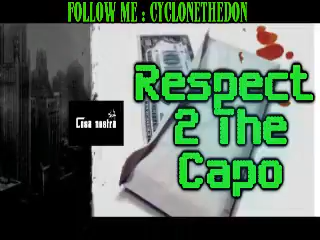 FOLLOW ME : CYCLONETHEDON
Cosa nostra
Respect
2 The
Capo